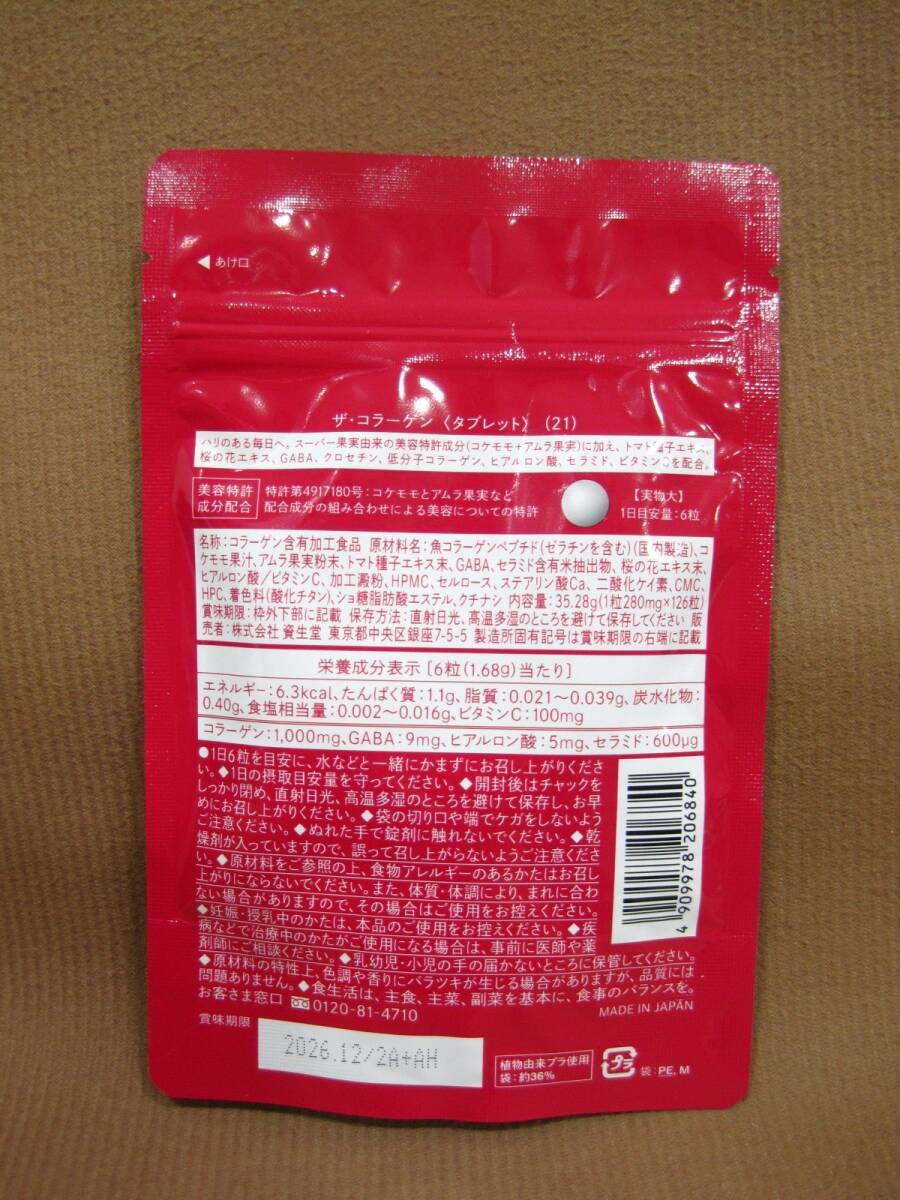 ◀あけ口
ザ・コラーゲン〈タブレット〉(21)
ハリのある毎日へ。スーパー果実由来の美容特許成分(コケモモ+アムラ果実)に加え、トマト種子エキス、
桜の花エキス、GABA、クロセチン、低分子コラーゲン、ヒアルロン酸、セラミド、ビタミンCを配合。
美容特許
成分配合
特許第4917180号:コケモモとアムラ果実など
配合成分の組み合わせによる美容についての特許
【実物大】
1日目安量:6粒
名称:コラーゲン含有加工食品 原材料名:魚コラーゲンペプチド(ゼラチンを含む)(国内製造)、コ
ケモモ果汁、アムラ果実粉末、トマト種子エキス末、GABA、セラミド含有米抽出物、桜の花エキス末、
ヒアルロン酸/ビタミンC、加工澱粉、HPMC、セルロース、ステアリン酸Ca、二酸化ケイ素、CMC、
HPC、着色料(酸化チタン)、ショ糖脂肪酸エステル、クチナシ 内容量:35.28g(1粒280mg×126粒)
賞味期限:枠外下部に記載 保存方法:直射日光、高温多湿のところを避けて保存してください 販
売者:株式会社 資生堂 東京都中央区銀座7-5-5 製造所固有記号は賞味期限の右端に記載
栄養成分表示[6粒(1.68g)当たり]
エネルギー:6.3kcal、たんぱく質:1.1g、脂質:0.021〜0.039g、炭水化物:
0.40g、食塩相当量:0.002〜0.016g、ビタミンC:100mg
コラーゲン:1,000mg、GABA:9mg、ヒアルロン酸:5mg、セラミド:600μg
●1日6粒を目安に、水などと一緒にかまずにお召し上がりくださ
い。◆1日の摂取目安量を守ってください。◆開封後はチャックを
しっかり閉め、直射日光、高温多湿のところを避けて保存し、お早
めにお召し上がりください。◆袋の切り口や端でケガをしないよう
ご注意ください。◆ぬれた手で錠剤に触れないでください。◆乾
燥剤が入っていますので、誤って召し上がらないようご注意くださ
い。◆原材料をご参照の上、食物アレルギーのあるかたはお召し
上がりにならないでください。また、体質・体調により、まれに合わ
ない場合がありますので、その場合はご使用をお控えください。
◆妊娠・授乳中のかたは、本品のご使用をお控えください。◆疾
病などで治療中のかたがご使用になる場合は、事前に医師や薬
剤師にご相談ください。◆乳幼児・小児の手の届かないところに保管してください。
◆原材料の特性上、色調や香りにバラツキが生じる場合がありますが、品質には
問題ありません。◆食生活は、主食、主菜、副菜を基本に、食事のバランスを。
お客さま窓口 0120-81-4710
MADE IN JAPAN
4 909978 206840
賞味期限
2026.12/2A+AH
植物由来プラ使用
袋:約36%
プラ
袋:PE, M